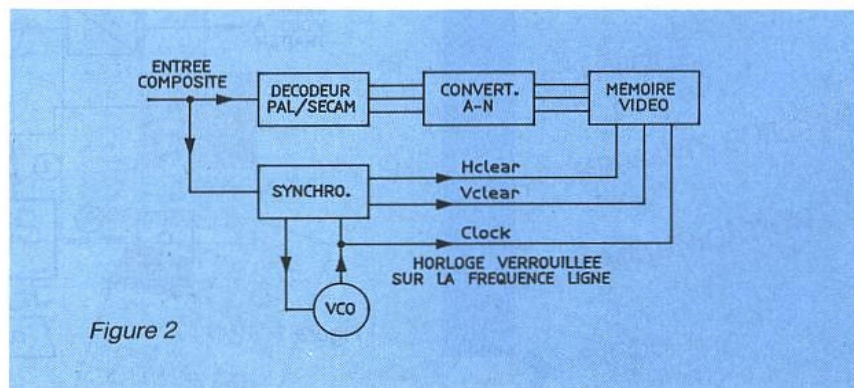 ENTREE
COMPOSITE
DECODEUR
PAL/SECAM
CONVERT.
A-N
MEMOIRE
VIDEO
SYNCHRO.
Hclear
Vclear
Clock
HORLOGE VERROUILLEE
SUR LA FREQUENCE LIGNE
VCO
Figure 2